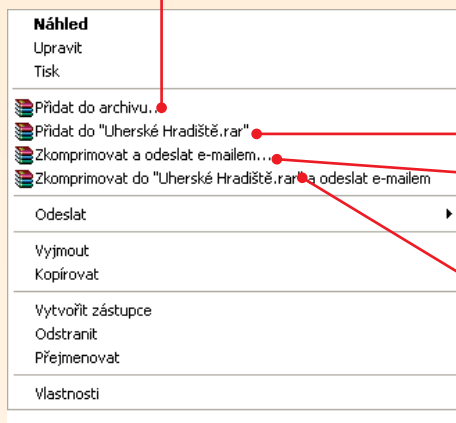 Náhled
Upravit
Tisk
Přidat do archivu...
Přidat do "Uherské Hradiště.rar"
Zkomprimovat a odeslat e-mailem...
Zkomprimovat do "Uherské Hradiště.rar" a odeslat e-mailem
Odeslat
Vyjmout
Kopírovat
Vytvořit zástupce
Odstranit
Přejmenovat
Vlastnosti